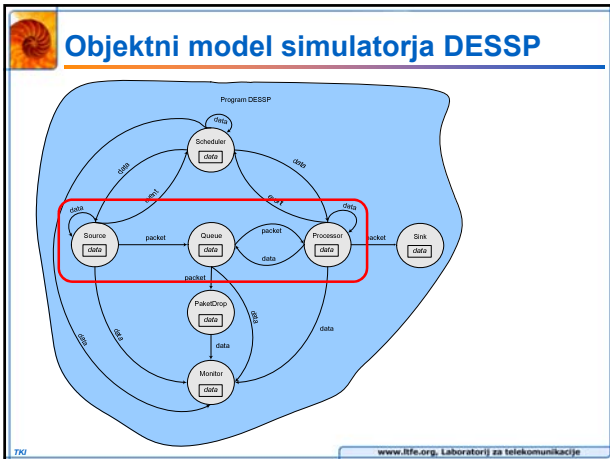 Objektni model simulatorja DESSP
Program DESSP
data
Scheduler
data
data
event
data
event
data
Source
data
packet
Queue
data
packet
data
data
Processor
data
packet
Sink
data
packet
PaketDrop
data
data
data
data
data
data
Monitor
data
TKI
www.ltfe.org, Laboratorij za telekomunikacije